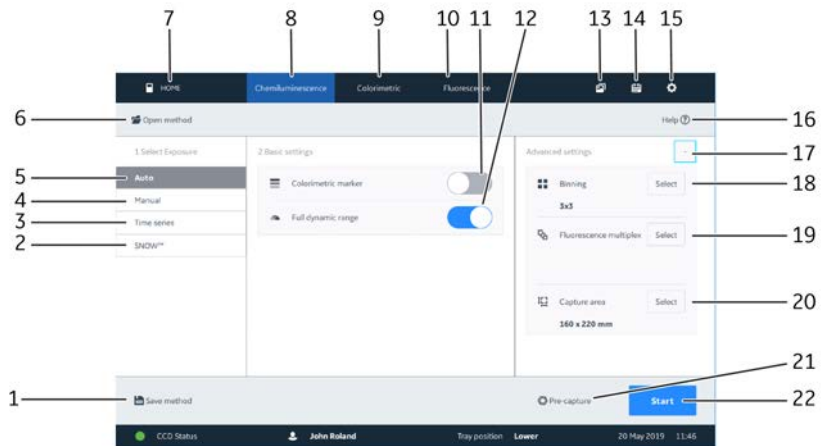 7 8 9 10 11 12 13 14 15
HOME Chemiluminescence Colorimetric Fluorescence
6 Open method Help ? 16
1.Select Exposure 2.Basic settings Advanced settings - 17
5 Auto Colorimetric marker Binning Select 18
3x3
4 Manual
3 Time series Full dynamic range Fluorescence multiplex Select 19
2 SNOW™
Capture area Select 20
160 x 220 mm
21
1 Save method Pre-capture Start 22
CCD Status John Roland Tray position Lower 20 May 2019 11:46